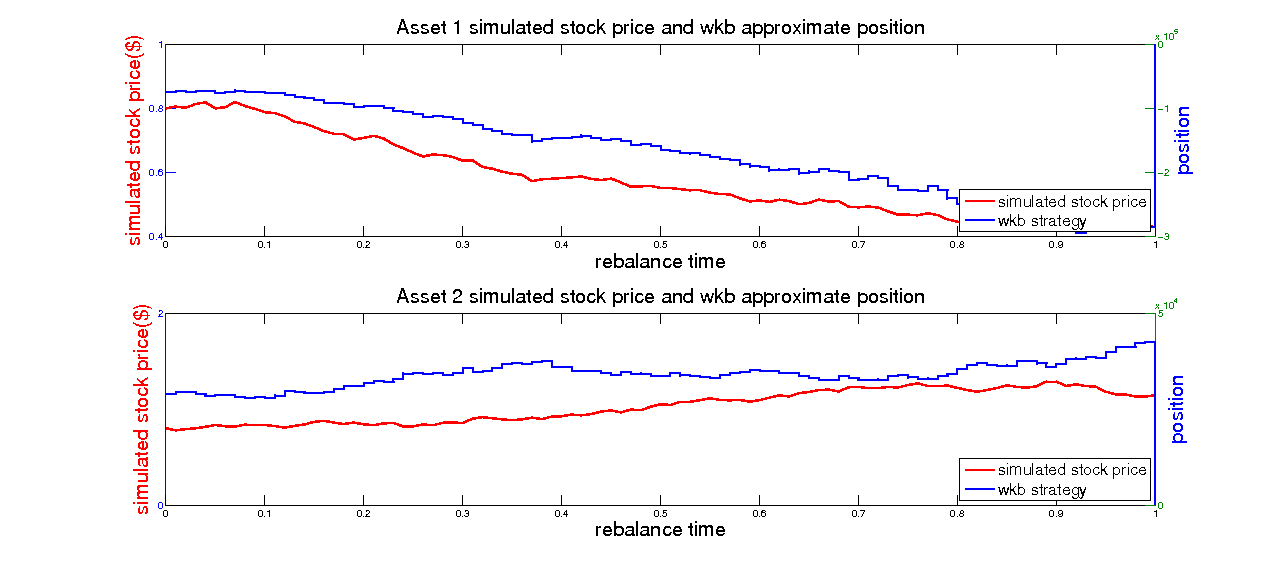 Asset 1 simulated stock price and wkb approximate position
simulated stock price($)
1
0.8
0.6
0.4
x 10^5
0
-1
-2
-3
position
simulated stock price
wkb strategy
0 0.1 0.2 0.3 0.4 0.5 0.6 0.7 0.8 0.9 1
rebalance time
Asset 2 simulated stock price and wkb approximate position
simulated stock price($)
2
0
x 10^4
5
0
position
simulated stock price
wkb strategy
0 0.1 0.2 0.3 0.4 0.5 0.6 0.7 0.8 0.9 1
rebalance time